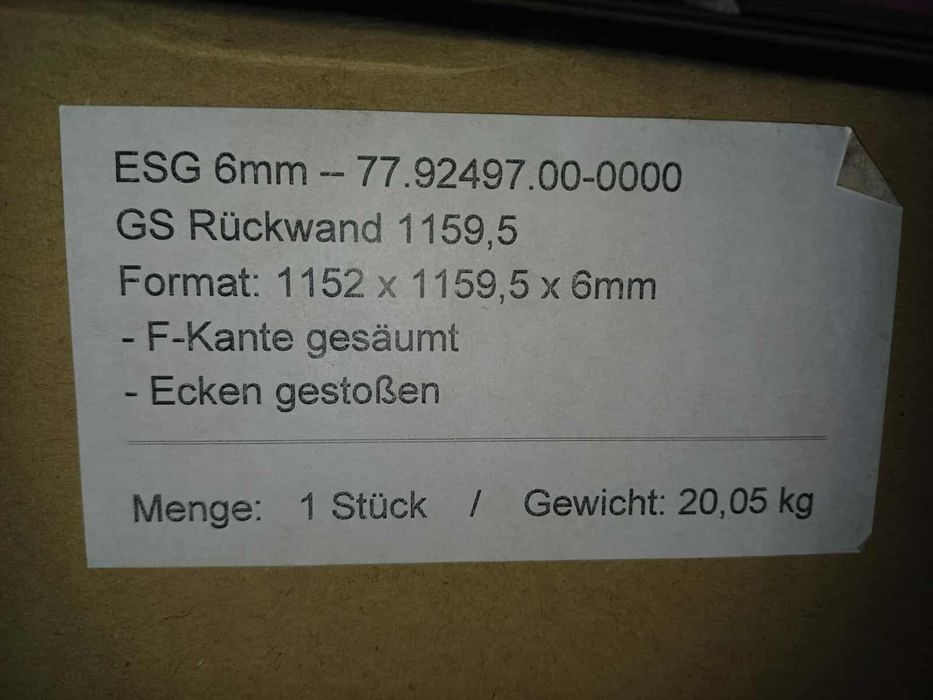 ESG 6mm – 77.92497.00-0000
GS Rückwand 1159,5
Format: 1152 x 1159,5 x 6mm
- F-Kante gesäumt
- Ecken gestoßen
Menge: 1 Stück / Gewicht: 20,05 kg